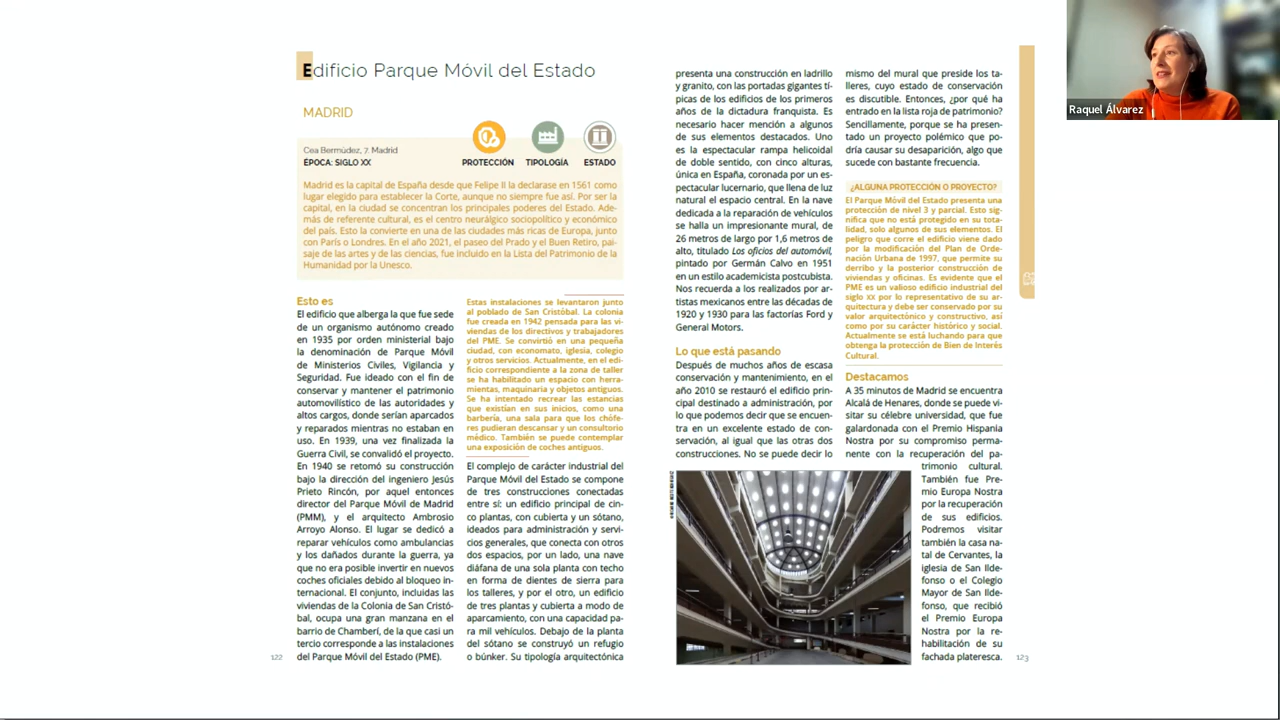 Edificio Parque Móvil del Estado
MADRID
Cea Bermúdez, 7. Madrid
ÉPOCA: SIGLO XX
PROTECCIÓN
TIPOLOGÍA
ESTADO
Madrid es la capital de España desde que Felipe II la declarase en 1561 como
lugar elegido para establecer la Corte, aunque no siempre fue así. Por ser la
capital, en la ciudad se concentran los principales poderes del Estado. Ade-
más de referente cultural, es el centro neurálgico sociopolítico y económico
del país. Esto la convierte en una de las ciudades más ricas de Europa, junto
con París o Londres. En el año 2021, el paseo del Prado y el Buen Retiro, pai-
saje de las artes y de las ciencias, fue incluido en la Lista del Patrimonio de la
Humanidad por la Unesco.
Esto es
El edificio que alberga la que fue sede
de un organismo autónomo creado
en 1935 por orden ministerial bajo
la denominación de Parque Móvil
de Ministerios Civiles, Vigilancia y
Seguridad. Fue ideado con el fin de
conservar y mantener el patrimonio
automovilístico de las autoridades y
altos cargos, donde serían aparcados
y reparados mientras no estaban en
uso. En 1939, una vez finalizada la
Guerra Civil, se convalidó el proyecto.
En 1940 se retomó su construcción
bajo la dirección del ingeniero Jesús
Prieto Rincón, por aquel entonces
director del Parque Móvil de Madrid
(PMM), y el arquitecto Ambrosio
Arroyo Alonso. El lugar se dedicó a
reparar vehículos como ambulancias
y los dañados durante la guerra, ya
que no era posible invertir en nuevos
coches oficiales debido al bloqueo in-
ternacional. El conjunto, incluidas las
viviendas de la Colonia de San Cristó-
bal, ocupa una gran manzana en el
barrio de Chamberí, de la que casi un
tercio corresponde a las instalaciones
del Parque Móvil del Estado (PME).
Estas instalaciones se levantaron junto
al poblado de San Cristóbal. La colonia
fue creada en 1942 pensada para las vi-
viendas de los directivos y trabajadores
del PME. Se convirtió en una pequeña
ciudad, con economato, iglesia, colegio
y otros servicios. Actualmente, en el edi-
ficio correspondiente a la zona de taller
se ha habilitado un espacio con herra-
mientas, maquinaria y objetos antiguos.
Se ha intentado recrear las estancias
que existían en sus inicios, como una
barbería, una sala para que los chófe-
res pudieran descansar y un consultorio
médico. También se puede contemplar
una exposición de coches antiguos.
El complejo de carácter industrial del
Parque Móvil del Estado se compone
de tres construcciones conectadas
entre sí: un edificio principal de cin-
co plantas, con cubierta y un sótano,
ideados para administración y servi-
cios generales, que conecta con otros
dos espacios, por un lado, una nave
diáfana de una sola planta con techo
en forma de dientes de sierra para
los talleres, y por el otro, un edificio
de tres plantas y cubierta a modo de
aparcamiento, con una capacidad pa-
ra mil vehículos. Debajo de la planta
del sótano se construyó un refugio
o búnker. Su tipología arquitectónica
122
presenta una construcción en ladrillo
y granito, con las portadas gigantes tí-
picas de los edificios de los primeros
años de la dictadura franquista. Es
necesario hacer mención a algunos
de sus elementos destacados. Uno
es la espectacular rampa helicoidal
de doble sentido, con cinco alturas,
única en España, coronada por un es-
pectacular lucernario, que llena de luz
natural el espacio central. En la nave
dedicada a la reparación de vehículos
se halla un impresionante mural, de
26 metros de largo por 1,6 metros de
alto, titulado Los oficios del automóvil,
pintado por Germán Calvo en 1951
en un estilo academicista postcubista.
Nos recuerda a los realizados por ar-
tistas mexicanos entre las décadas de
1920 y 1930 para las factorías Ford y
General Motors.
Lo que está pasando
Después de muchos años de escasa
conservación y mantenimiento, en el
año 2010 se restauró el edificio prin-
cipal destinado a administración, por
lo que podemos decir que se encuen-
tra en un excelente estado de con-
servación, al igual que las otras dos
construcciones. No se puede decir lo
mismo del mural que preside los ta-
lleres, cuyo estado de conservación
es discutible. Entonces, ¿por qué ha
entrado en la lista roja de patrimonio?
Sencillamente, porque se ha presen-
tado un proyecto polémico que po-
dría causar su desaparición, algo que
sucede con bastante frecuencia.
¿ALGUNA PROTECCIÓN O PROYECTO?
El Parque Móvil del Estado presenta una
protección de nivel 3 y parcial. Esto sig-
nifica que no está protegido en su tota-
lidad, solo algunos de sus elementos. El
peligro que corre el edificio viene dado
por la modificación del Plan de Orde-
nación Urbana de 1997, que permite su
derribo y la posterior construcción de
viviendas y oficinas. Es evidente que el
PME es un valioso edificio industrial del
siglo XX por lo representativo de su ar-
quitectura y debe ser conservado por su
valor arquitectónico y constructivo, así
como por su carácter histórico y social.
Actualmente se está luchando para que
obtenga la protección de Bien de Interés
Cultural.
Destacamos
A 35 minutos de Madrid se encuentra
Alcalá de Henares, donde se puede vi-
sitar su célebre universidad, que fue
galardonada con el Premio Hispania
Nostra por su compromiso perma-
nente con la recuperación del pa-
trimonio cultural.
También fue Pre-
mio Europa Nostra
por la recuperación
de sus edificios.
Podremos visitar
también la casa na-
tal de Cervantes, la
iglesia de San Ilde-
fonso o el Colegio
Mayor de San Ilde-
fonso, que recibió
el Premio Europa
Nostra por la re-
habilitación de su
fachada plateresca.
123
Raquel Álvarez